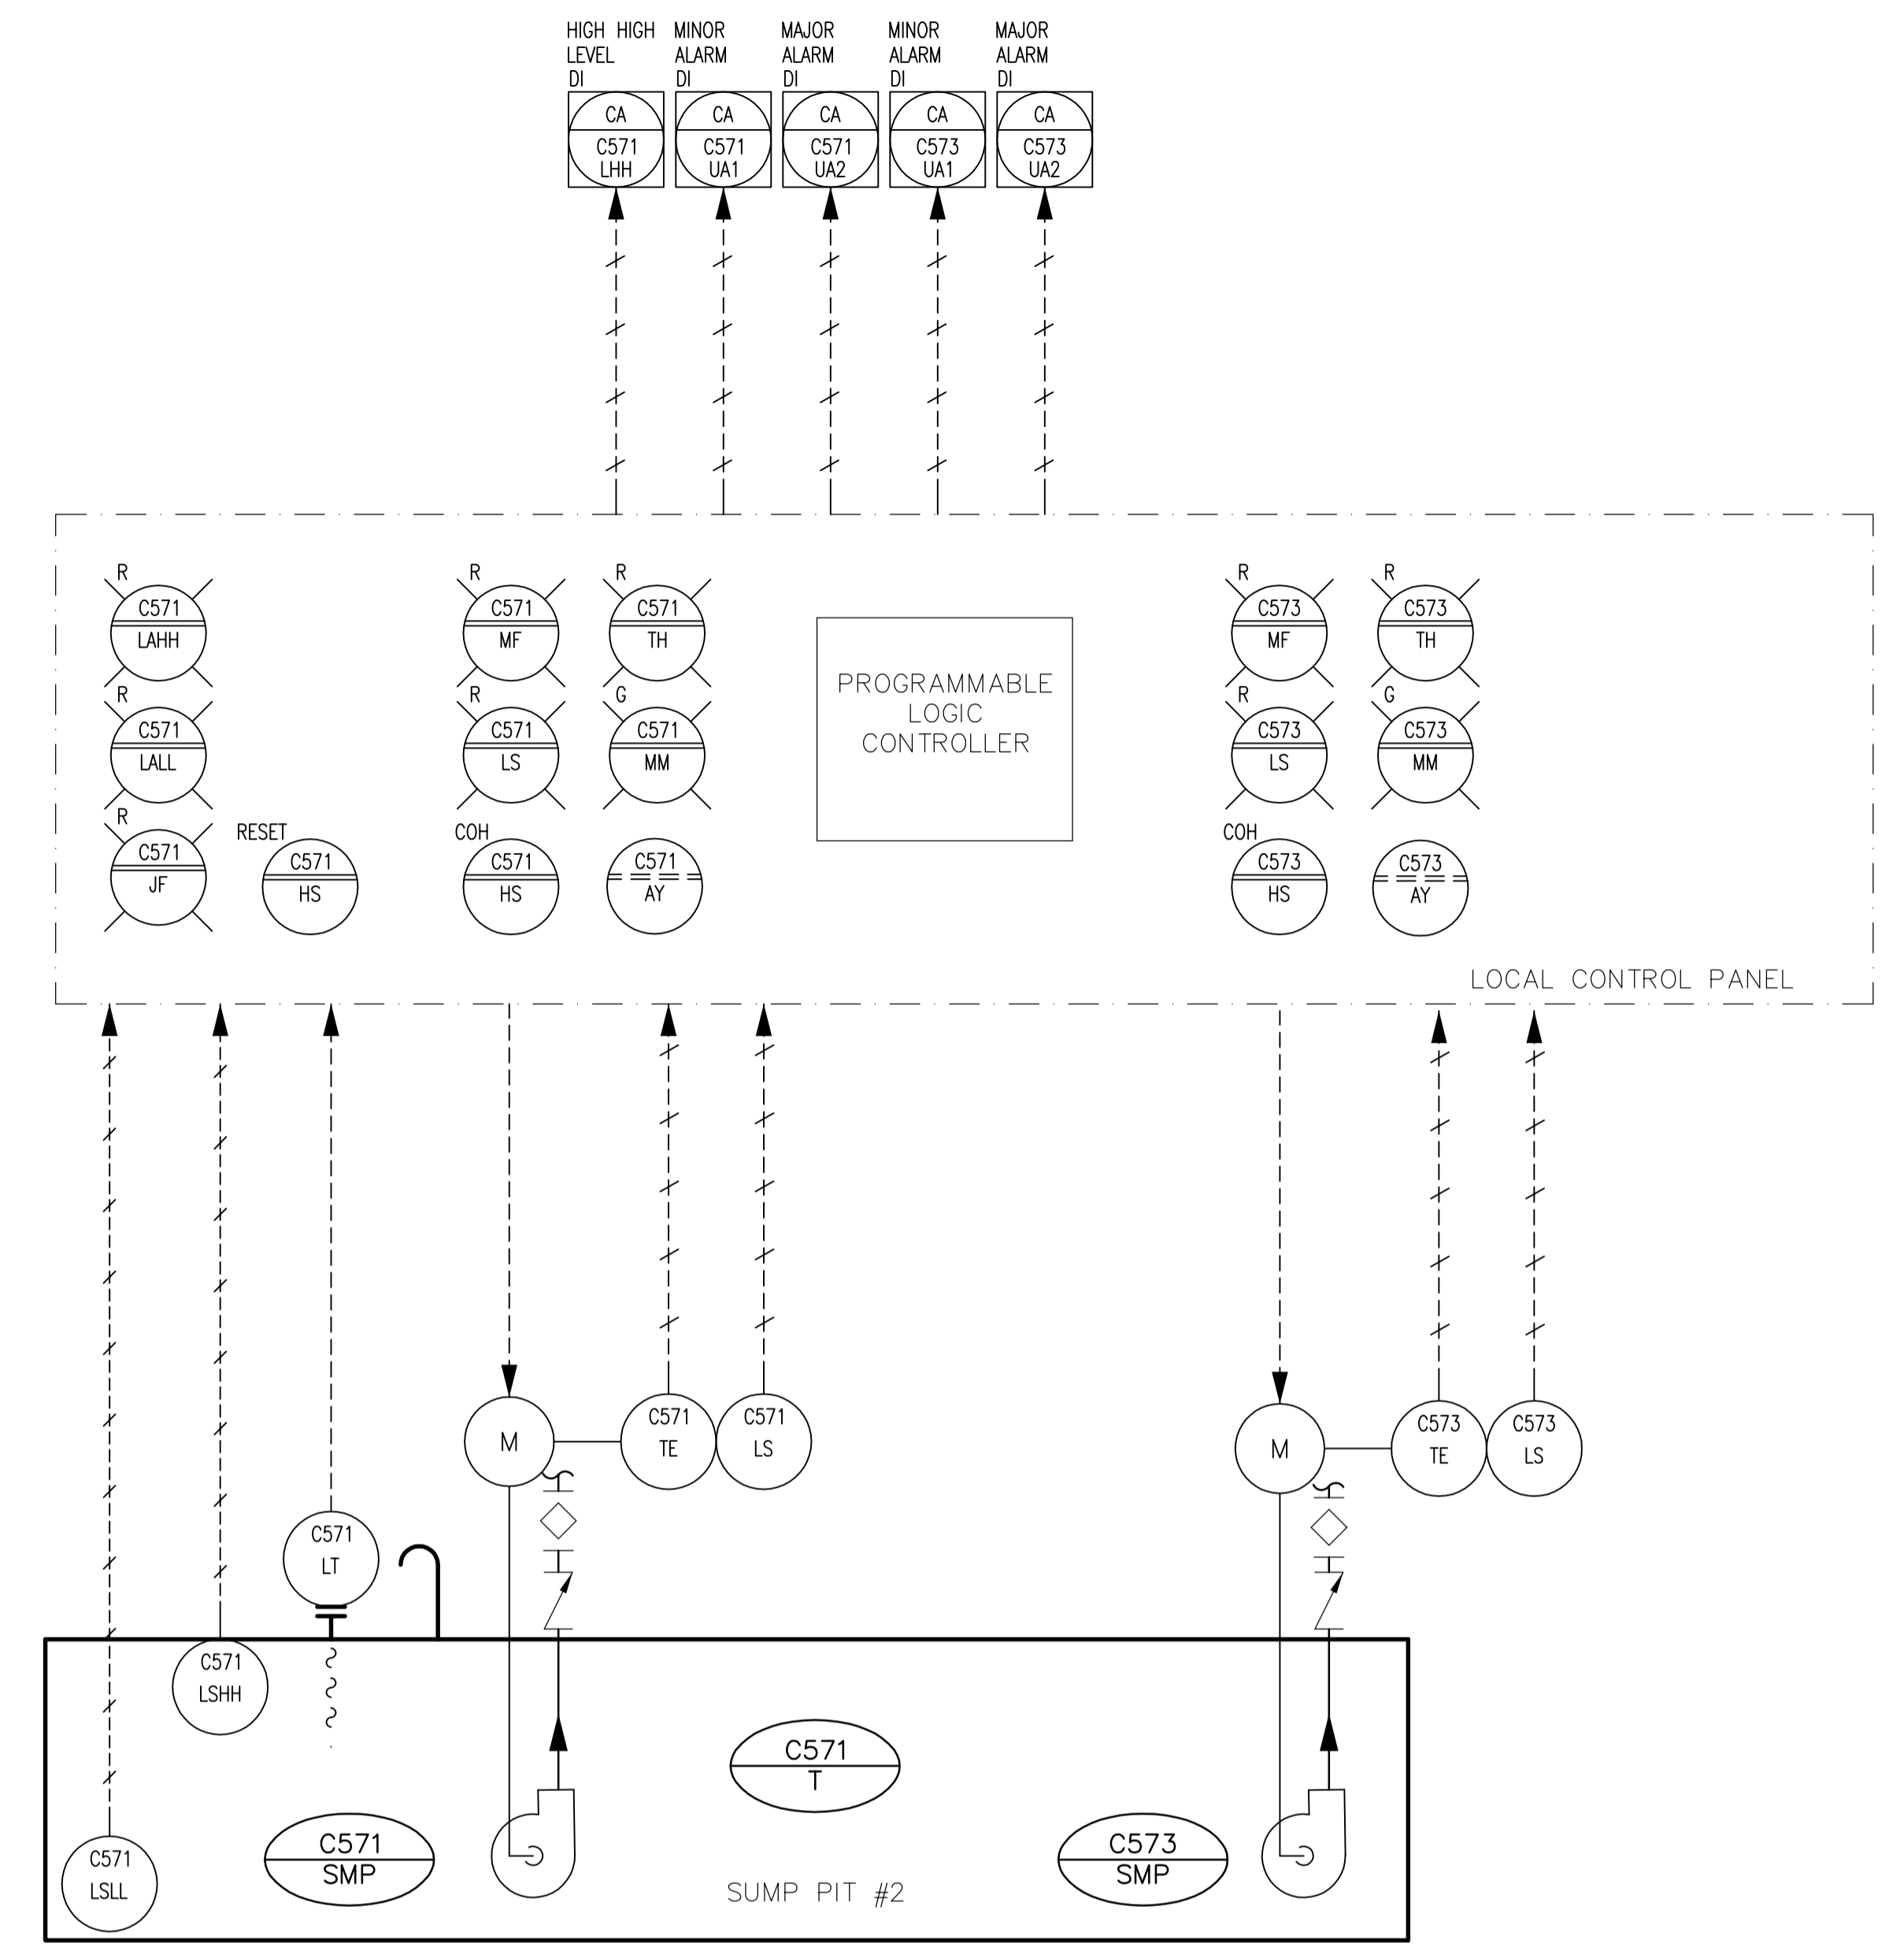 HIGH HIGH
LEVEL
DI
CA
C571
LHH
MINOR
ALARM
DI
CA
C571
UA1
MAJOR
ALARM
DI
CA
C571
UA2
MINOR
ALARM
DI
CA
C573
UA1
MAJOR
ALARM
DI
CA
C573
UA2
R
C571
LAHH
R
C571
MF
R
C571
TH
R
C573
MF
R
C573
TH
R
C571
LALL
R
C571
LS
G
C571
MM
PROGRAMMABLE
LOGIC
CONTROLLER
R
C573
LS
G
C573
MM
R
C571
JF
RESET
C571
HS
COH
C571
HS
C571
AY
COH
C573
HS
C573
AY
LOCAL CONTROL PANEL
M
C571
TE
C571
LS
M
C573
TE
C573
LS
C571
LT
C571
LSHH
C571
T
C571
LSLL
C571
SMP
SUMP PIT #2
C573
SMP